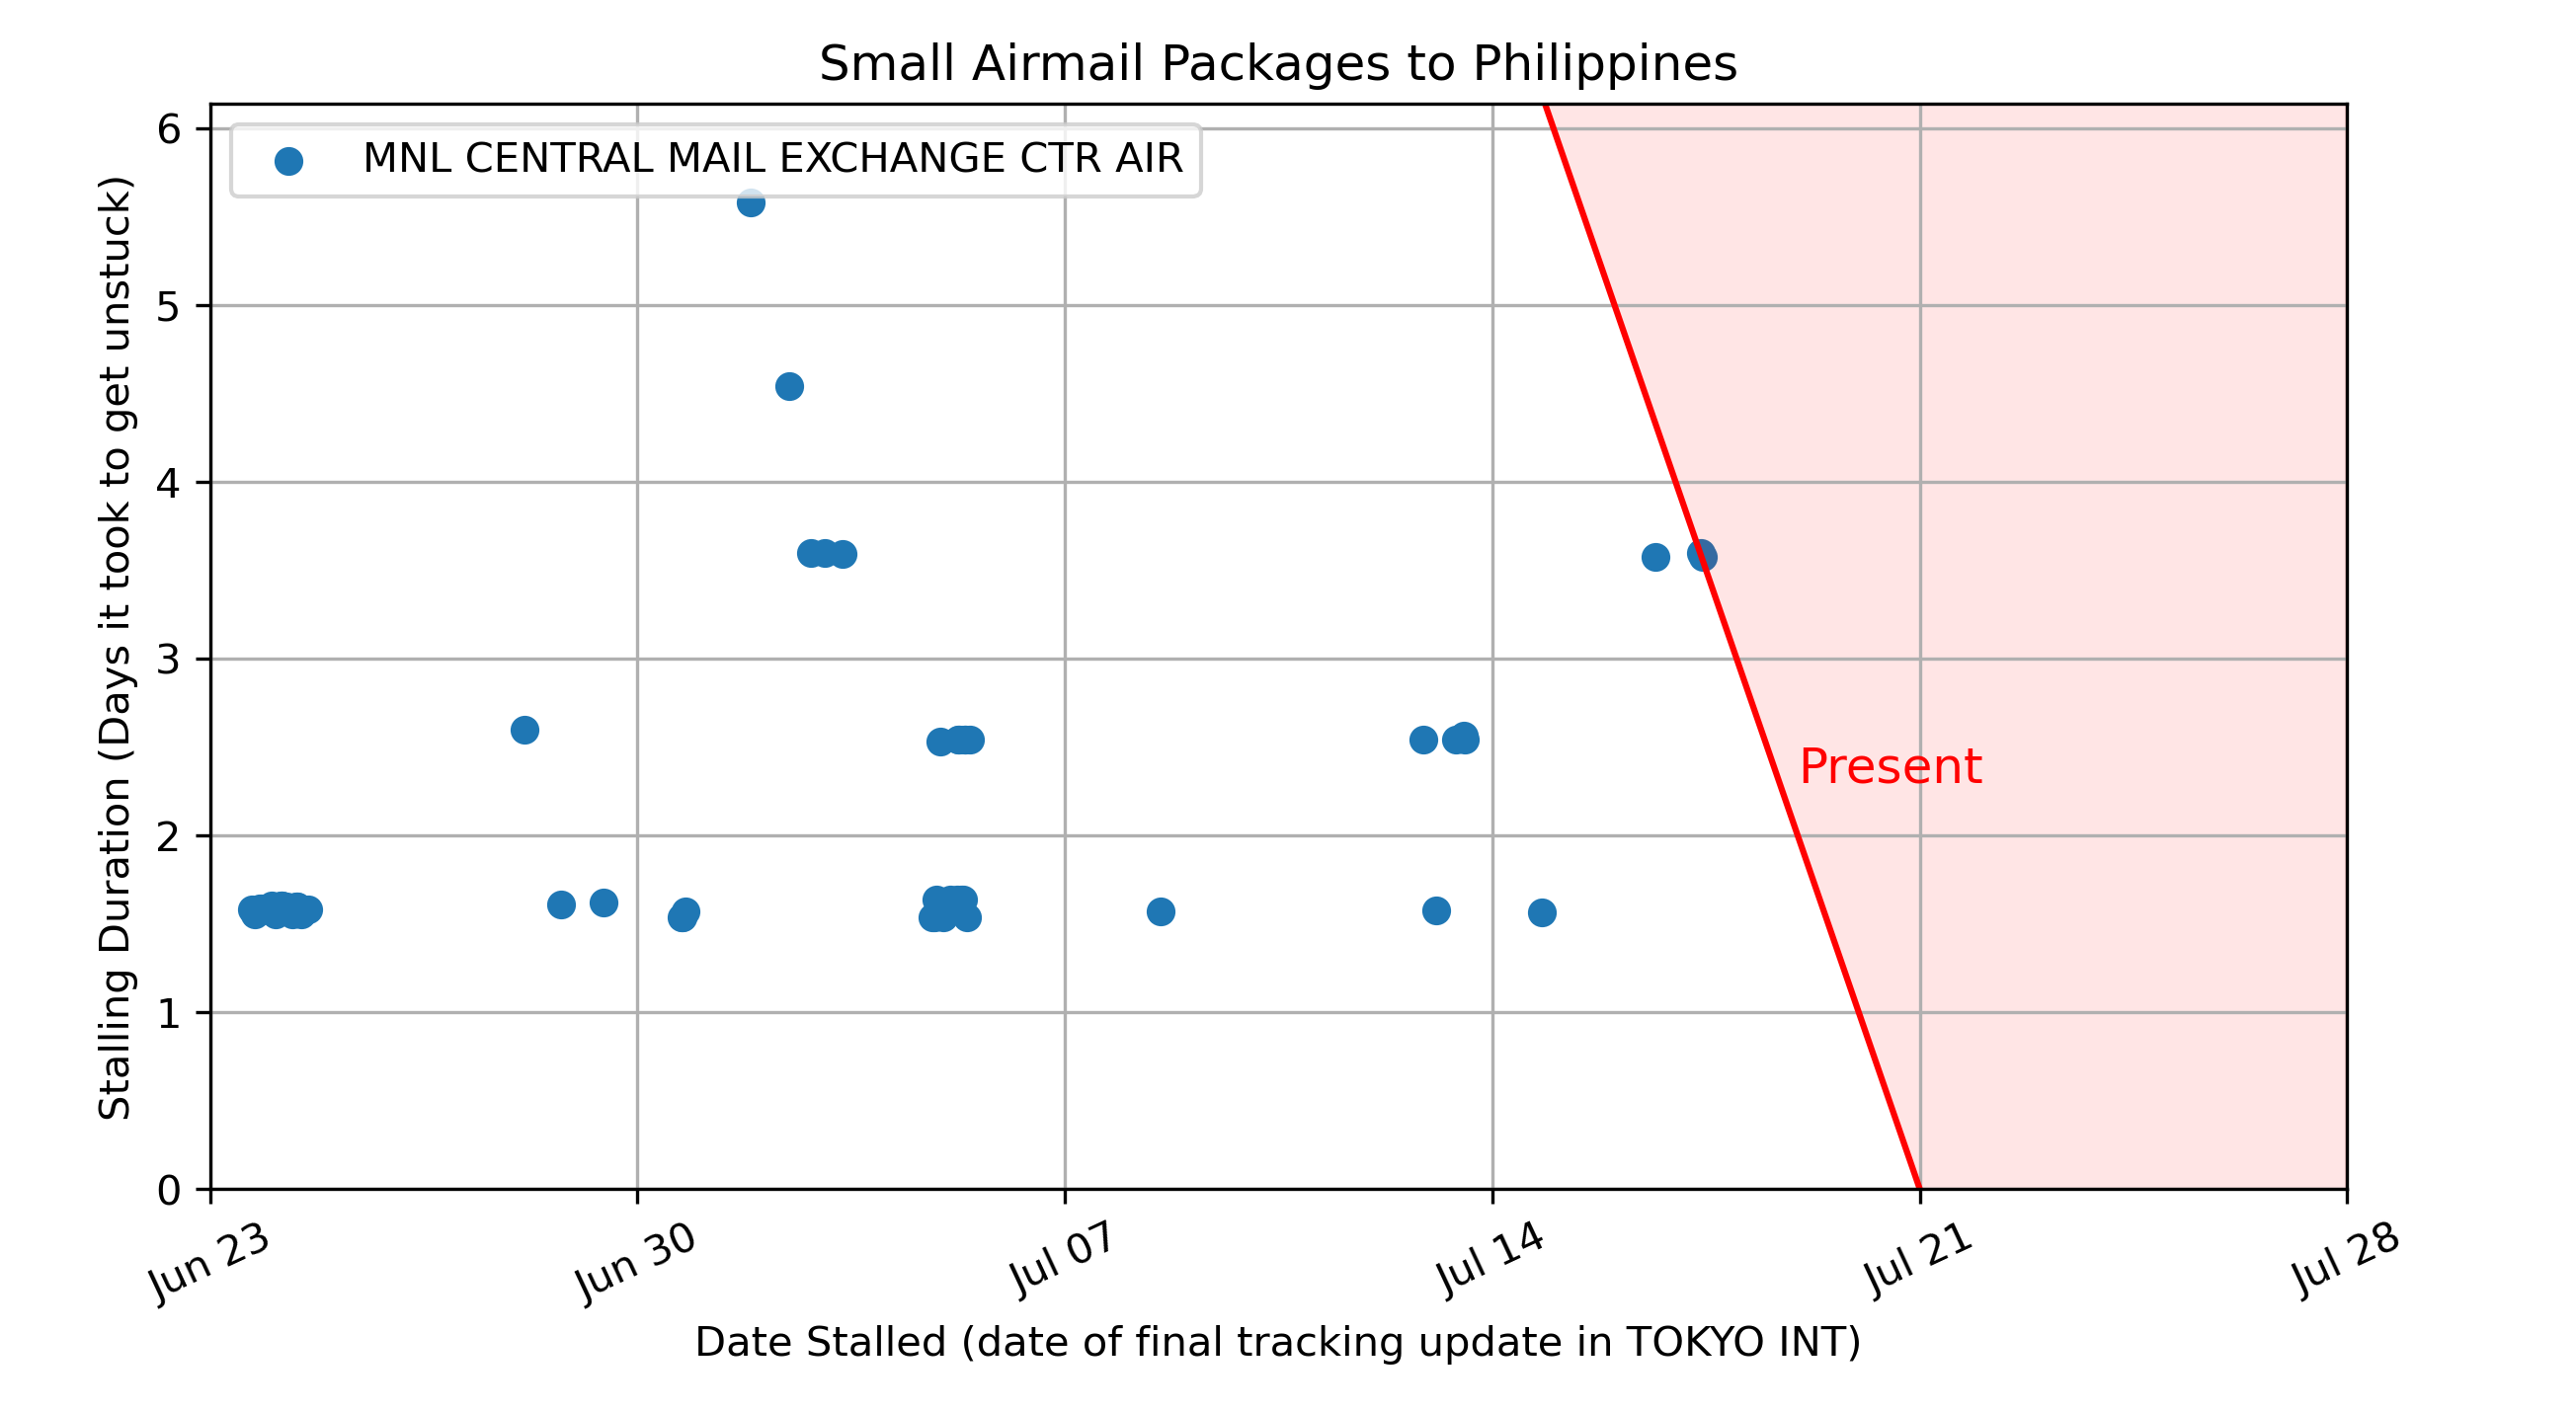 Small Airmail Packages to Philippines
MNL CENTRAL MAIL EXCHANGE CTR AIR
Stalling Duration (Days it took to get unstuck)
6
5
4
3
2
1
0
Present
Jun 23
Jun 30
Jul 07
Jul 14
Jul 21
Jul 28
Date Stalled (date of final tracking update in TOKYO INT)